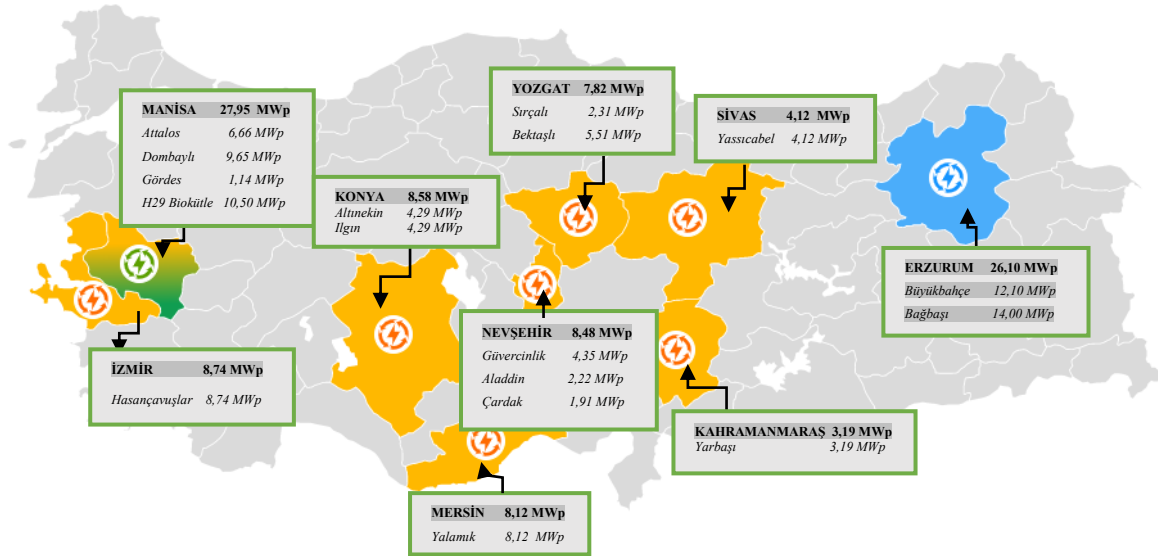 MANİSA 27,95 MWp
Attalos 6,66 MWp
Dombaylı 9,65 MWp
Gördes 1,14 MWp
H29 Biokütle 10,50 MWp
KONYA 8,58 MWp
Altınekin 4,29 MWp
Ilgın 4,29 MWp
YOZGAT 7,82 MWp
Sırçalı 2,31 MWp
Bektaşlı 5,51 MWp
SİVAS 4,12 MWp
Yassıcabel 4,12 MWp
ERZURUM 26,10 MWp
Büyükbahçe 12,10 MWp
Bağbaşı 14,00 MWp
İZMİR 8,74 MWp
Hasançavuşlar 8,74 MWp
NEVŞEHİR 8,48 MWp
Güvercinlik 4,35 MWp
Aladdin 2,22 MWp
Çardak 1,91 MWp
KAHRAMANMARAŞ 3,19 MWp
Yarbaşı 3,19 MWp
MERSİN 8,12 MWp
Yalamık 8,12 MWp